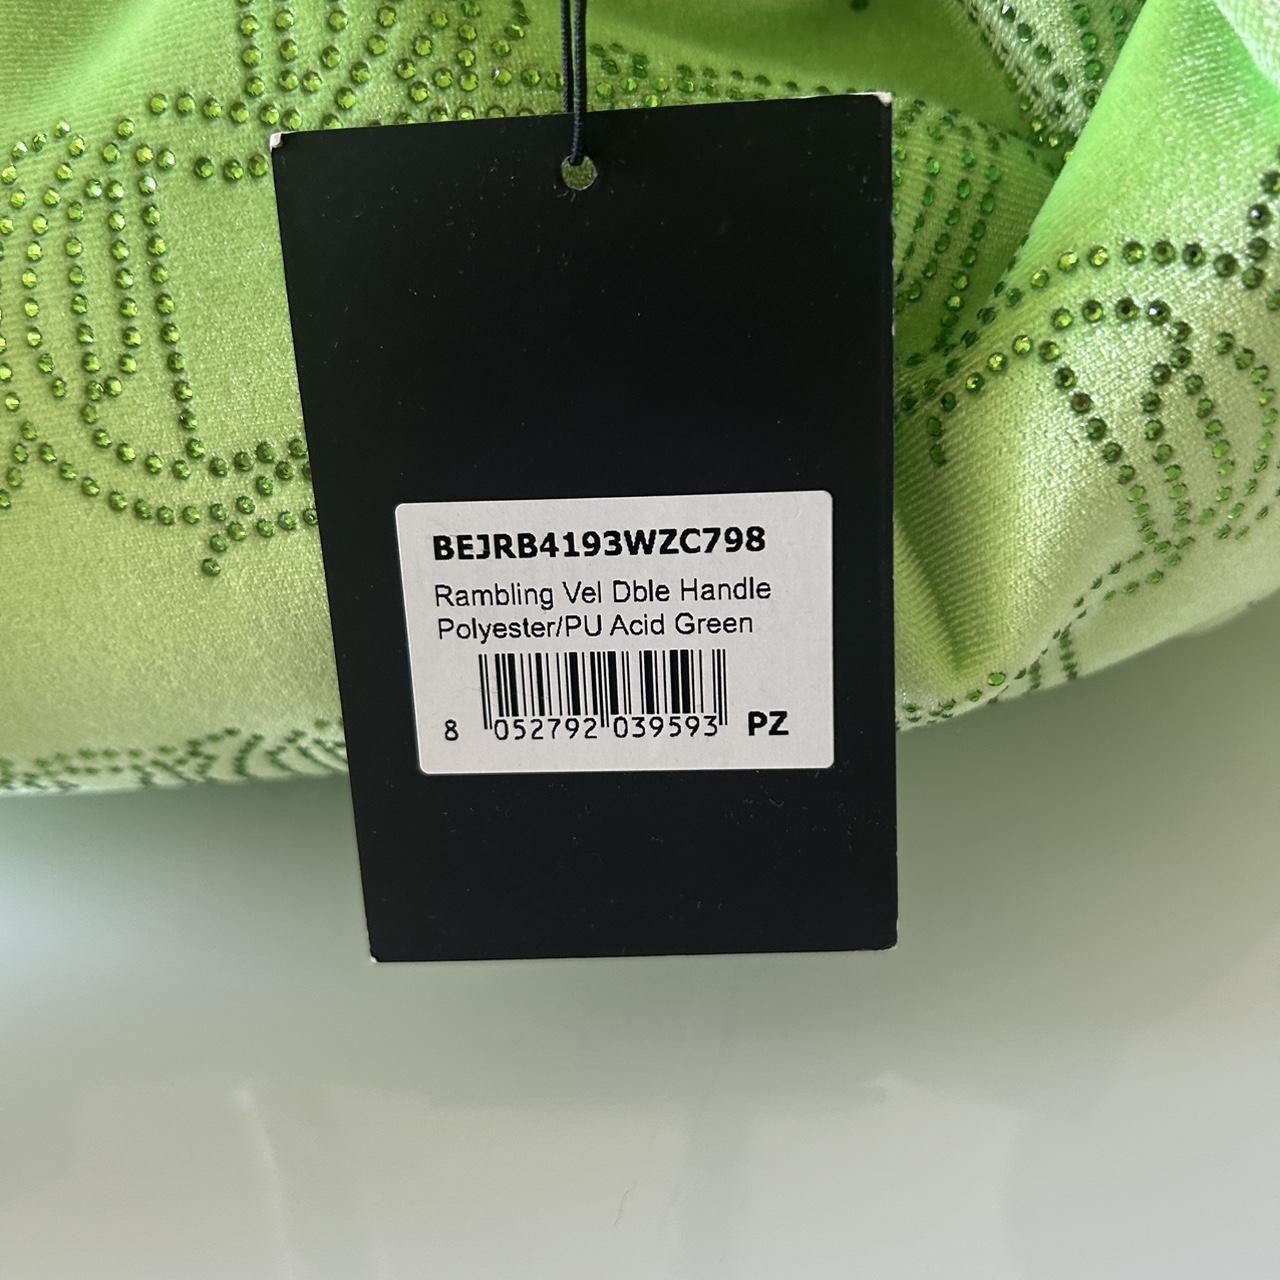 BEJRB4193WZC798
Rambling Vel Dble Handle
Polyester/PU Acid Green
8 052792 039593 PZ